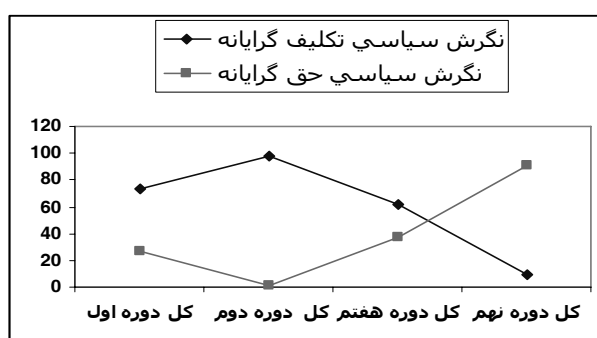 نگرش سياسي تکليف گرايانه
نگرش سياسي حق گرايانه
120
100
80
60
40
20
0
کل دوره اول کل دوره دوم کل دوره هفتم کل دوره نهم